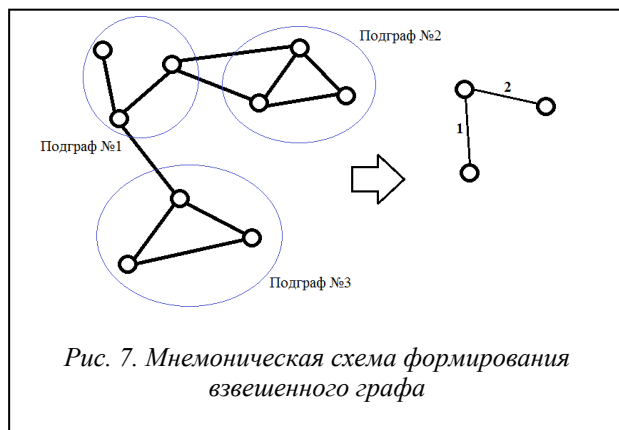 Подграф №2
2
1
Подграф №1
Подграф №3
Рис. 7. Мнемоническая схема формирования
взвешенного графа